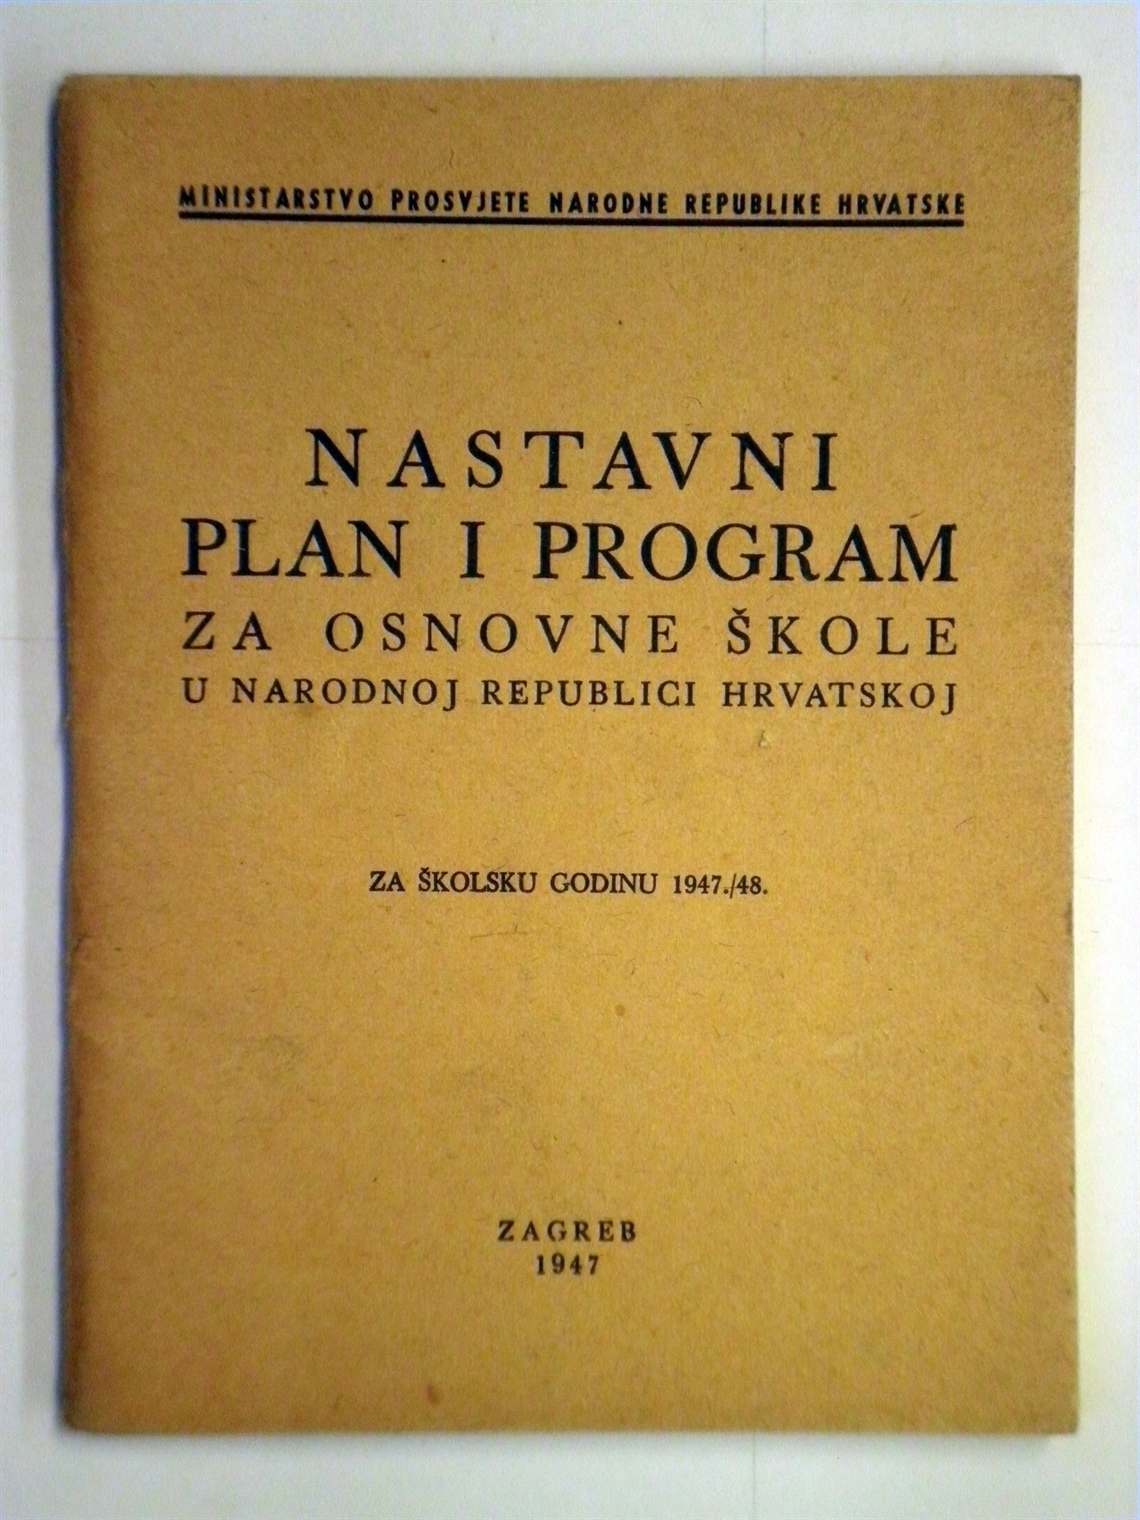 MINISTARSTVO PROSVJETE NARODNE REPUBLIKE HRVATSKE
NASTAVNI
PLAN I PROGRAM
ZA OSNOVNE ŠKOLE
U NARODNOJ REPUBLICI HRVATSKOJ
ZA ŠKOLSKU GODINU 1947./48.
ZAGREB
1947